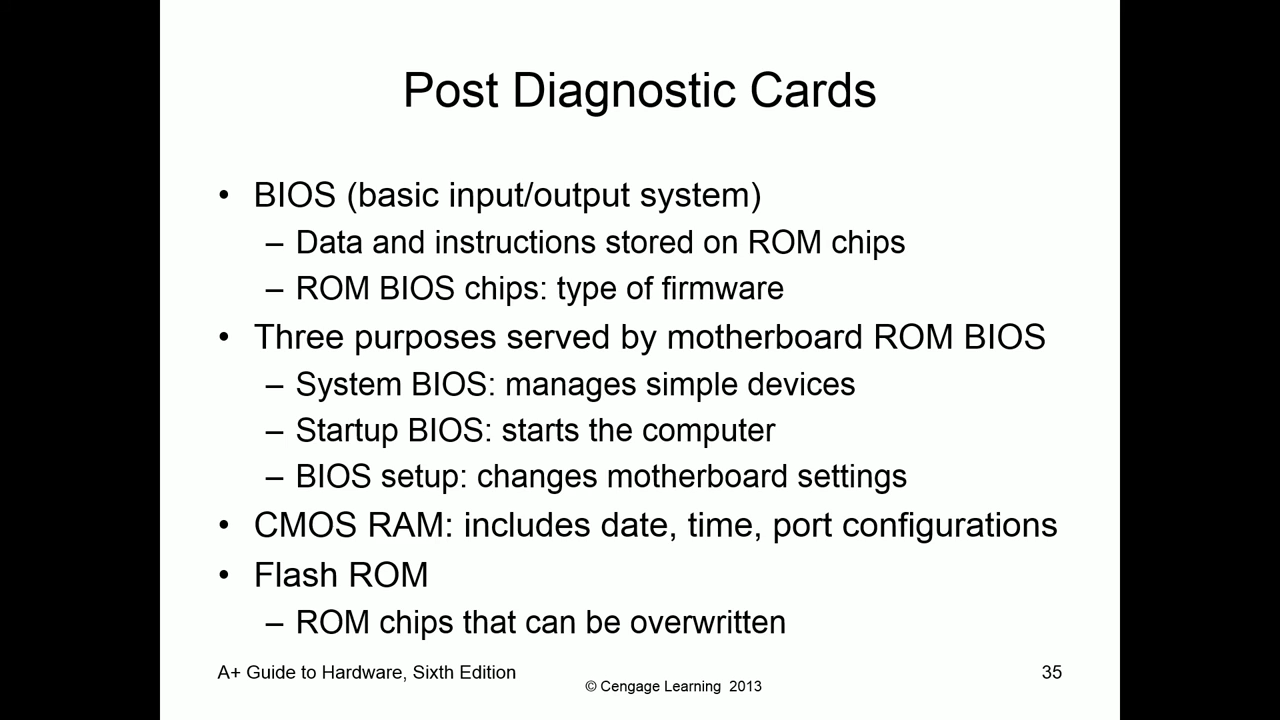 Post Diagnostic Cards
• BIOS (basic input/output system)
– Data and instructions stored on ROM chips
– ROM BIOS chips: type of firmware
• Three purposes served by motherboard ROM BIOS
– System BIOS: manages simple devices
– Startup BIOS: starts the computer
– BIOS setup: changes motherboard settings
• CMOS RAM: includes date, time, port configurations
• Flash ROM
– ROM chips that can be overwritten
A+ Guide to Hardware, Sixth Edition
© Cengage Learning 2013
35